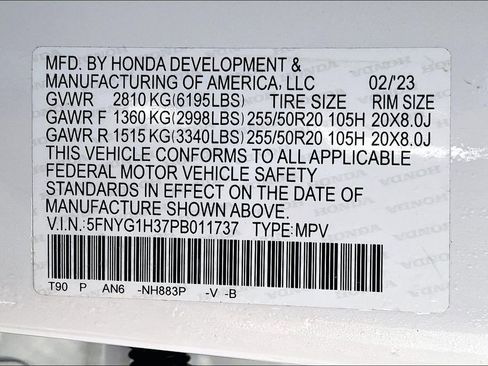 MFD. BY HONDA DEVELOPMENT &
MANUFACTURING OF AMERICA, LLC 02/'23
GVWR 2810 KG(6195LBS) TIRE SIZE RIM SIZE
GAWR F 1360 KG(2998LBS) 255/50R20 105H 20X8.0J
GAWR R 1515 KG(3340LBS) 255/50R20 105H 20X8.0J
THIS VEHICLE CONFORMS TO ALL APPLICABLE
FEDERAL MOTOR VEHICLE SAFETY
STANDARDS IN EFFECT ON THE DATE OF
MANUFACTURE SHOWN ABOVE.
V.I.N.:5FNYG1H37PB011737 TYPE:MPV
T90 P AN6 -NH883P -V -B